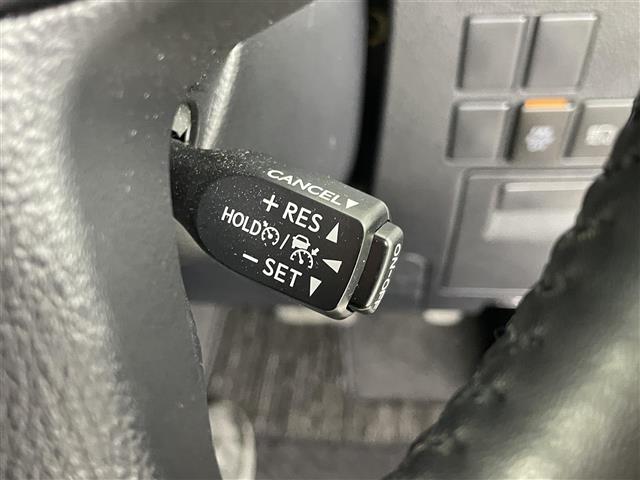 CANCEL▼
+ RES▲
HOLD / ◀
− SET▼
ON-OFF